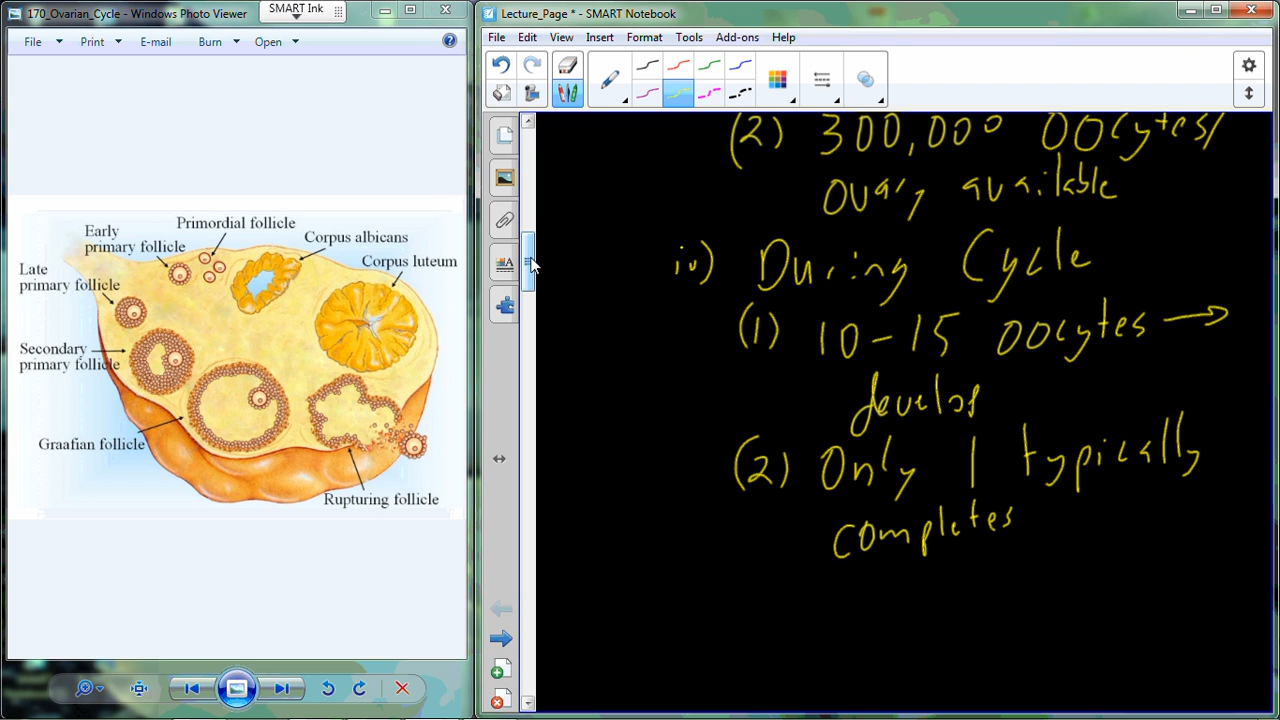 170_Ovarian_Cycle - Windows Photo Viewer
SMART Ink
File Print E-mail Burn Open
Early
primary follicle
Primordial follicle
Corpus albicans
Corpus luteum
Late
primary follicle
Secondary
primary follicle
Graafian follicle
Rupturing follicle
Lecture_Page * - SMART Notebook
File Edit View Insert Format Tools Add-ons Help
(2) 300,000 oocytes/
ovary available
iv) During Cycle
(1) 10-15 oocytes →
develop
(2) Only 1 typically
completes